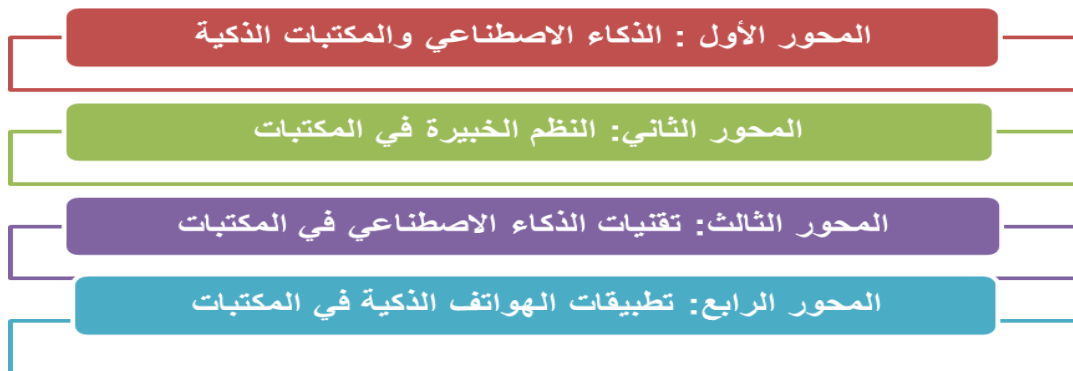 المحور الأول : الذكاء الاصطناعي والمكتبات الذكية
المحور الثاني: النظم الخبيرة في المكتبات
المحور الثالث: تقنيات الذكاء الاصطناعي في المكتبات
المحور الرابع: تطبيقات الهواتف الذكية في المكتبات